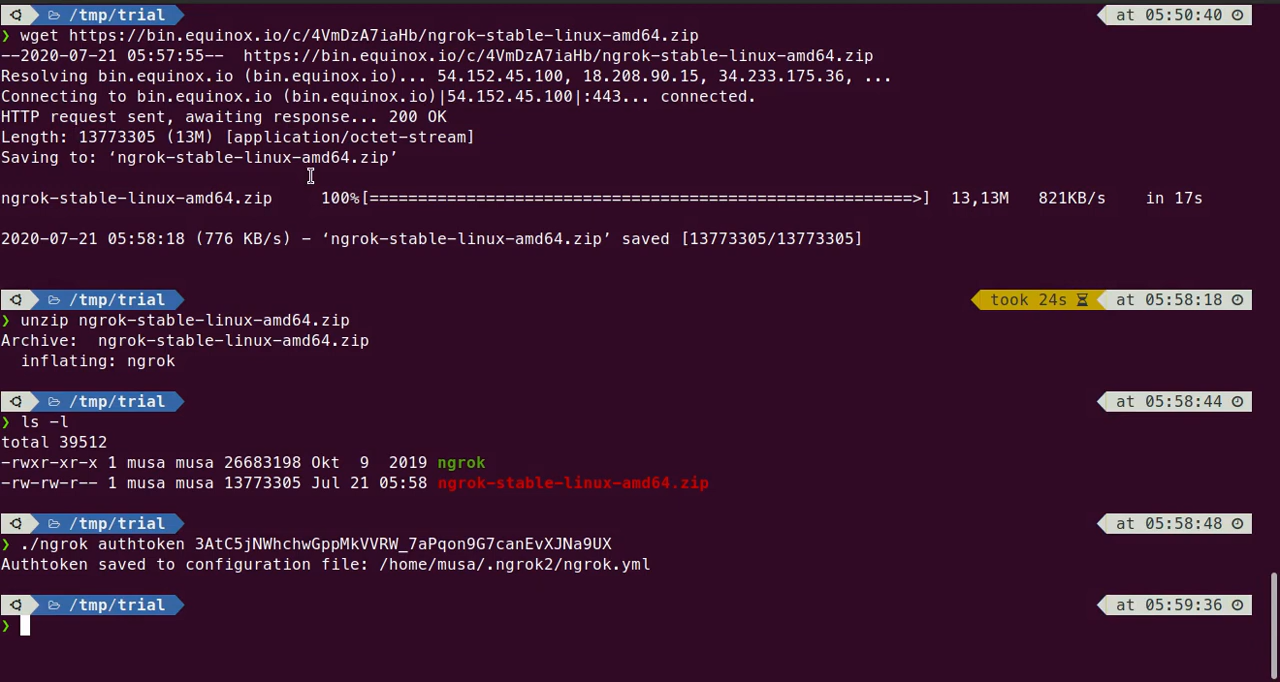 /tmp/trial at 05:50:40
❯ wget https://bin.equinox.io/c/4VmDzA7iaHb/ngrok-stable-linux-amd64.zip
--2020-07-21 05:57:55-- https://bin.equinox.io/c/4VmDzA7iaHb/ngrok-stable-linux-amd64.zip
Resolving bin.equinox.io (bin.equinox.io)... 54.152.45.100, 18.208.90.15, 34.233.175.36, ...
Connecting to bin.equinox.io (bin.equinox.io)|54.152.45.100|:443... connected.
HTTP request sent, awaiting response... 200 OK
Length: 13773305 (13M) [application/octet-stream]
Saving to: ‘ngrok-stable-linux-amd64.zip’
ngrok-stable-linux-amd64.zip 100%[========================================================>] 13,13M 821KB/s in 17s
2020-07-21 05:58:18 (776 KB/s) - ‘ngrok-stable-linux-amd64.zip’ saved [13773305/13773305]
/tmp/trial took 24s at 05:58:18
❯ unzip ngrok-stable-linux-amd64.zip
Archive: ngrok-stable-linux-amd64.zip
inflating: ngrok
/tmp/trial at 05:58:44
❯ ls -l
total 39512
-rwxr-xr-x 1 musa musa 26683198 Okt 9 2019 ngrok
-rw-rw-r-- 1 musa musa 13773305 Jul 21 05:58 ngrok-stable-linux-amd64.zip
/tmp/trial at 05:58:48
❯ ./ngrok authtoken 3AtC5jNWhchwGppMkVVRW_7aPqon9G7canEvXJNa9UX
Authtoken saved to configuration file: /home/musa/.ngrok2/ngrok.yml
/tmp/trial at 05:59:36
❯